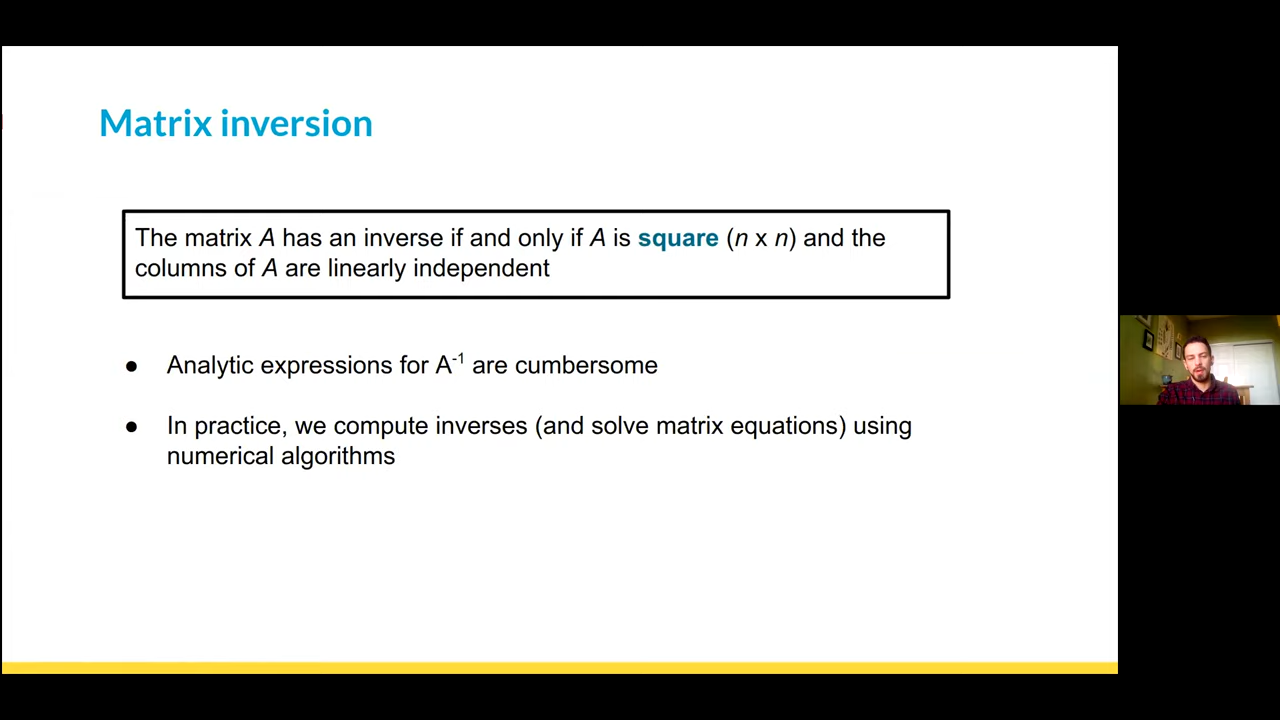 Matrix inversion
The matrix A has an inverse if and only if A is square (n x n) and the
columns of A are linearly independent
● Analytic expressions for A⁻¹ are cumbersome
● In practice, we compute inverses (and solve matrix equations) using
numerical algorithms